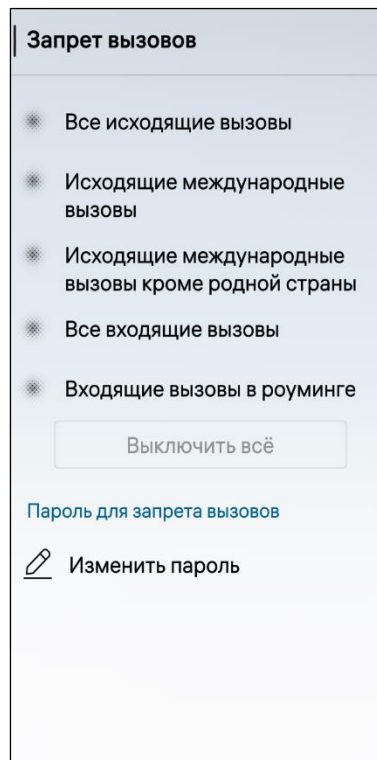 Запрет вызовов
Все исходящие вызовы
Исходящие международные
вызовы
Исходящие международные
вызовы кроме родной страны
Все входящие вызовы
Входящие вызовы в роуминге
Выключить всё
Пароль для запрета вызовов
Изменить пароль